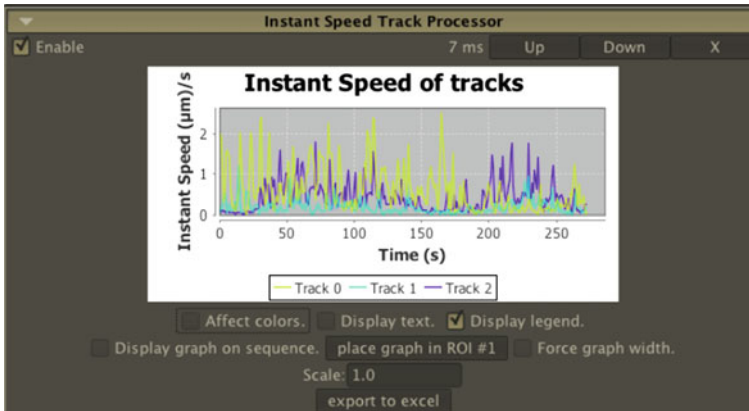 Instant Speed Track Processor
Enable 7 ms Up Down X
Instant Speed of tracks
Instant Speed (µm)/s
2
1
0
0 50 100 150 200 250
Time (s)
Track 0 Track 1 Track 2
Affect colors. Display text. Display legend.
Display graph on sequence. place graph in ROI #1 Force graph width.
Scale: 1.0
export to excel